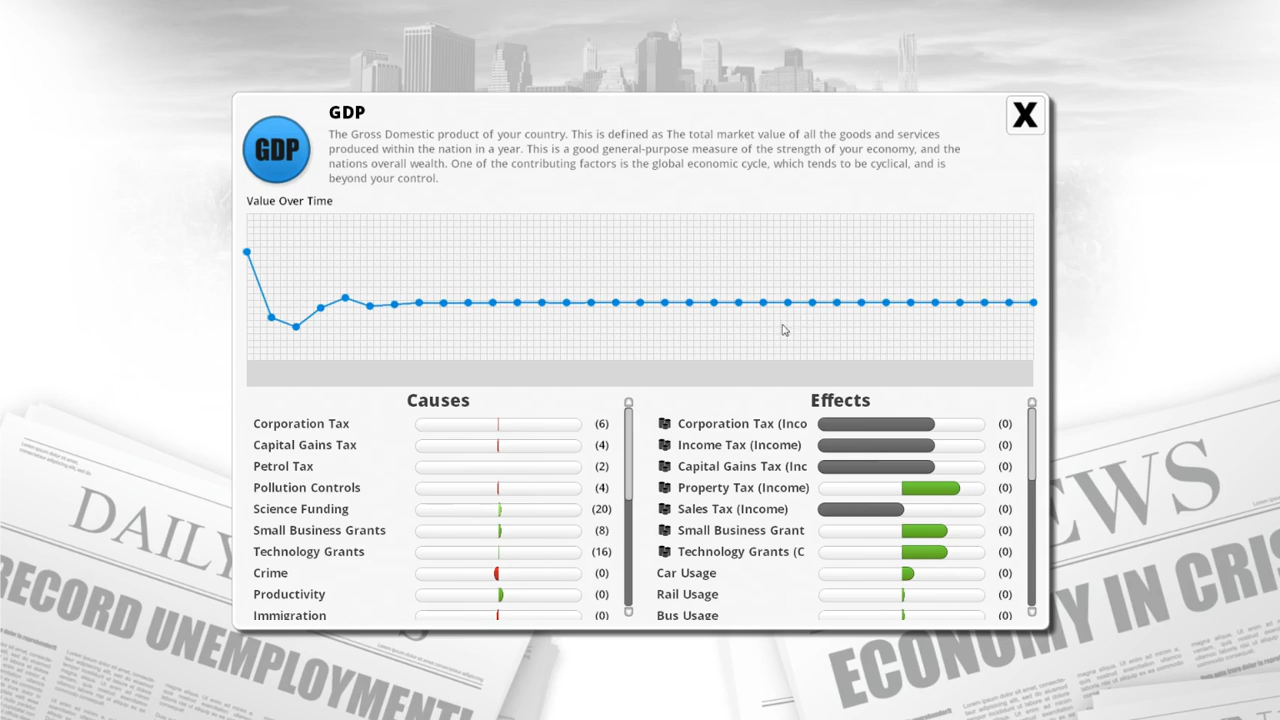 GDP
GDP
X
The Gross Domestic product of your country. This is defined as The total market value of all the goods and services
produced within the nation in a year. This is a good general-purpose measure of the strength of your economy, and the
nations overall wealth. One of the contributing factors is the global economic cycle, which tends to be cyclical, and is
beyond your control.
Value Over Time
Causes
Corporation Tax (6)
Capital Gains Tax (4)
Petrol Tax (2)
Pollution Controls (4)
Science Funding (20)
Small Business Grants (8)
Technology Grants (16)
Crime (0)
Productivity (0)
Immigration (0)
Effects
Corporation Tax (Inco (0)
Income Tax (Income) (0)
Capital Gains Tax (Inc (0)
Property Tax (Income) (0)
Sales Tax (Income) (0)
Small Business Grant (0)
Technology Grants (C (0)
Car Usage (0)
Rail Usage (0)
Bus Usage (0)
DAILY
RECORD UNEMPLOYMENT!
EWS
ECONOMY IN CRIS